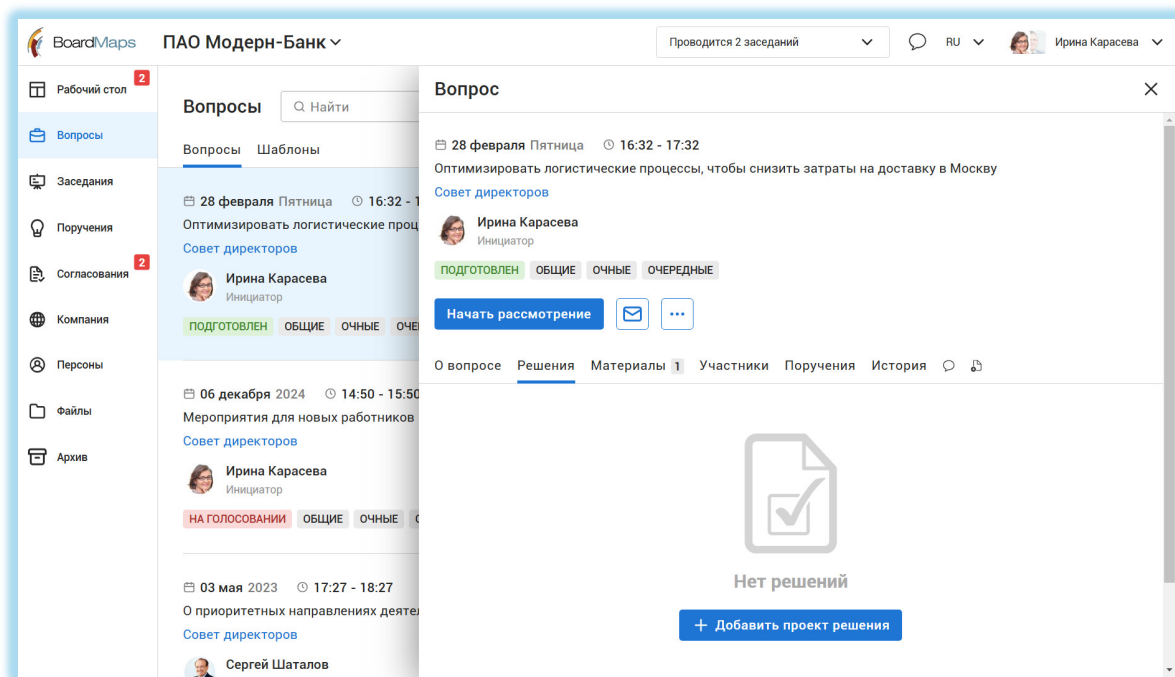 BoardMaps
ПАО Модерн-Банк
Проводится 2 заседаний
RU
Ирина Карасева
Рабочий стол 2
Вопросы
Заседания
Поручения
Согласования 2
Компания
Персоны
Файлы
Архив
Вопросы
Найти
Вопросы Шаблоны
28 февраля Пятница 16:32 - 1
Оптимизировать логистические проц
Совет директоров
Ирина Карасева
Инициатор
ПОДГОТОВЛЕН ОБЩИЕ ОЧНЫЕ ОЧЕ
06 декабря 2024 14:50 - 15:50
Мероприятия для новых работников
Совет директоров
Ирина Карасева
Инициатор
НА ГОЛОСОВАНИИ ОБЩИЕ ОЧНЫЕ О
03 мая 2023 17:27 - 18:27
О приоритетных направлениях деятел
Совет директоров
Сергей Шаталов
Вопрос
28 февраля Пятница 16:32 - 17:32
Оптимизировать логистические процессы, чтобы снизить затраты на доставку в Москву
Совет директоров
Ирина Карасева
Инициатор
ПОДГОТОВЛЕН ОБЩИЕ ОЧНЫЕ ОЧЕРЕДНЫЕ
Начать рассмотрение
О вопросе Решения Материалы 1 Участники Поручения История
Нет решений
+ Добавить проект решения